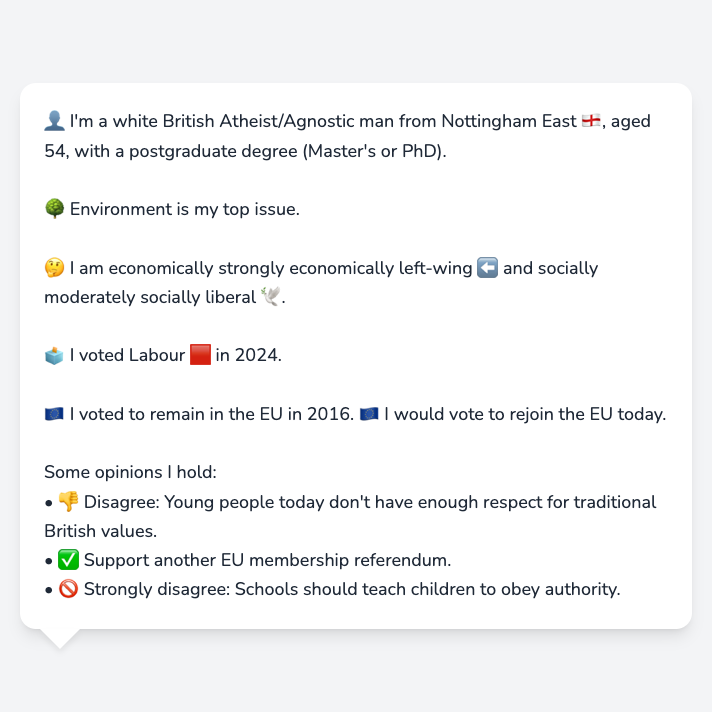 👤 I'm a white British Atheist/Agnostic man from Nottingham East 🏴󠁧󠁢󠁥󠁮󠁧󠁿, aged
54, with a postgraduate degree (Master's or PhD).
🌳 Environment is my top issue.
🤔 I am economically strongly economically left-wing ⬅️ and socially
moderately socially liberal 🕊️.
🗳️ I voted Labour 🟥 in 2024.
🇪🇺 I voted to remain in the EU in 2016. 🇪🇺 I would vote to rejoin the EU today.
Some opinions I hold:
• 👎 Disagree: Young people today don't have enough respect for traditional
British values.
• ✅ Support another EU membership referendum.
• 🚫 Strongly disagree: Schools should teach children to obey authority.